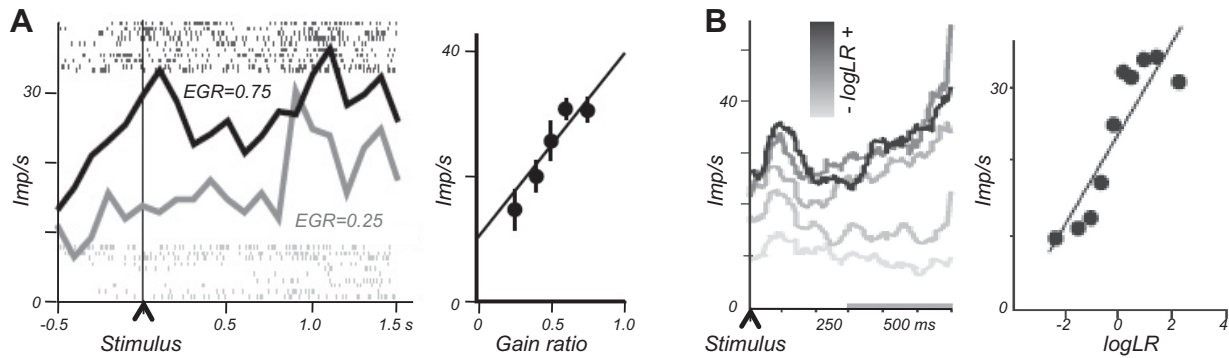 A
Imp/s
30
0
EGR=0.75
EGR=0.25
-0.5
0.5
1.0
1.5 s
Stimulus
Imp/s
40
0
0
0.5
1.0
Gain ratio
B
Imp/s
40
0
- logLR +
250
500 ms
Stimulus
Imp/s
30
0
-2
0
2
4
logLR